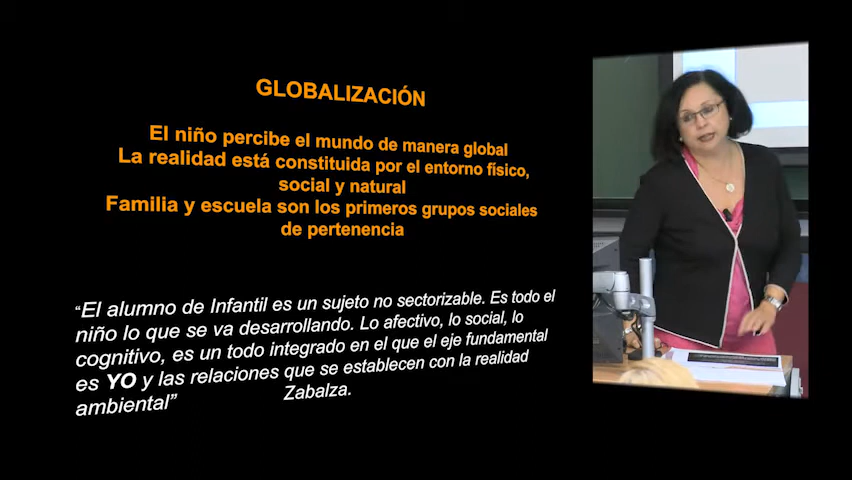 GLOBALIZACIÓN
El niño percibe el mundo de manera global
La realidad está constituida por el entorno físico,
social y natural
Familia y escuela son los primeros grupos sociales
de pertenencia
“El alumno de Infantil es un sujeto no sectorizable. Es todo el
niño lo que se va desarrollando. Lo afectivo, lo social, lo
cognitivo, es un todo integrado en el que el eje fundamental
es YO y las relaciones que se establecen con la realidad
ambiental” Zabalza.